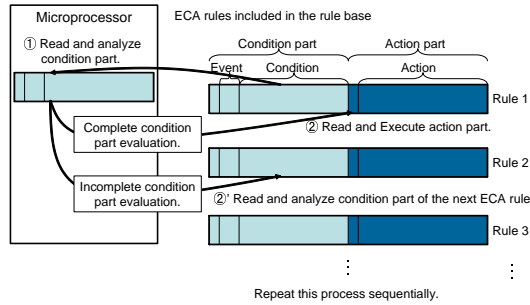 Microprocessor
ECA rules included in the rule base
① Read and analyze
condition part.
Condition part
Action part
Event
Condition
Action
Rule 1
Complete condition
part evaluation.
② Read and Execute action part.
Rule 2
Incomplete condition
part evaluation.
②' Read and analyze condition part of the next ECA rule
Rule 3
Repeat this process sequentially.